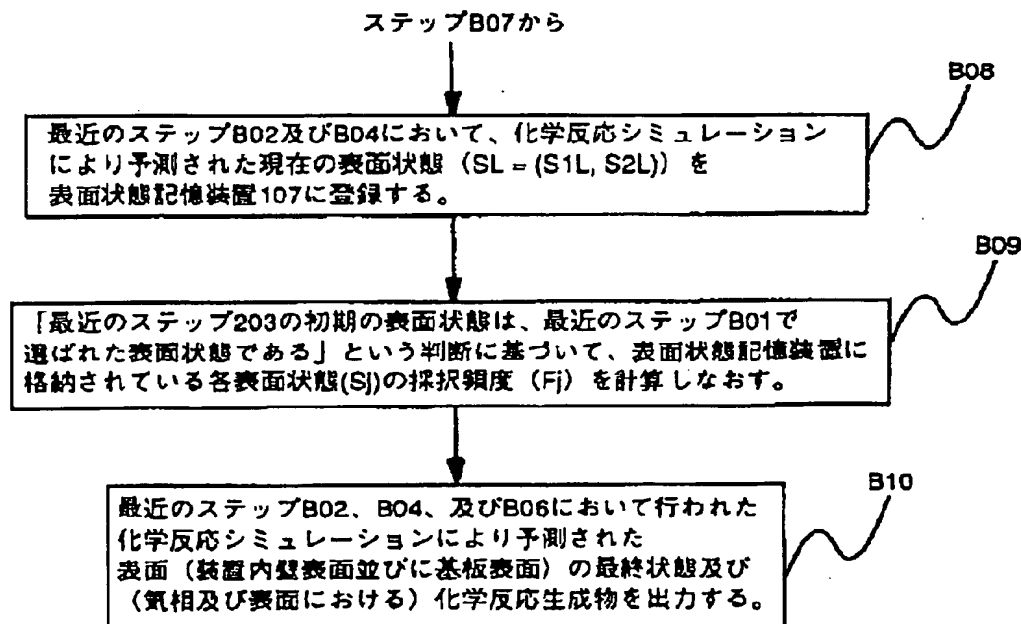 ステップB07から
B08
最近のステップB02及びB04において、化学反応シミュレーション
により予測された現在の表面状態（SL = (S1L, S2L)）を
表面状態記憶装置107に登録する。
B09
「最近のステップ203の初期の表面状態は、最近のステップB01で
選ばれた表面状態である」という判断に基づいて、表面状態記憶装置に
格納されている各表面状態(Sj)の採択頻度（Fj）を計算しなおす。
B10
最近のステップB02、B04、及びB06において行われた
化学反応シミュレーションにより予測された
表面（装置内壁表面並びに基板表面）の最終状態及び
（気相及び表面における）化学反応生成物を出力する。